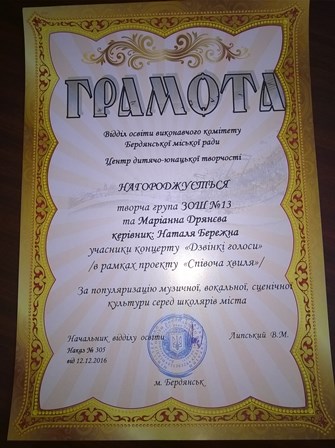 ГРАМОТА
Відділ освіти виконавчого комітету
Бердянської міської ради
Центр дитячо-юнацької творчості
НАГОРОДЖУЄТЬСЯ
творча група ЗОШ №13
та Маріанна Дрянєва
керівник: Наталя Бережна
учасники концерту «Дзвінкі голоси»
/в рамках проекту «Співоча хвиля»/
За популяризацію музичної, вокальної, сценічної
культури серед школярів міста
Начальник відділу освіти Липський В.М.
Наказ № 305
від 12.12.2016
м. Бердянськ